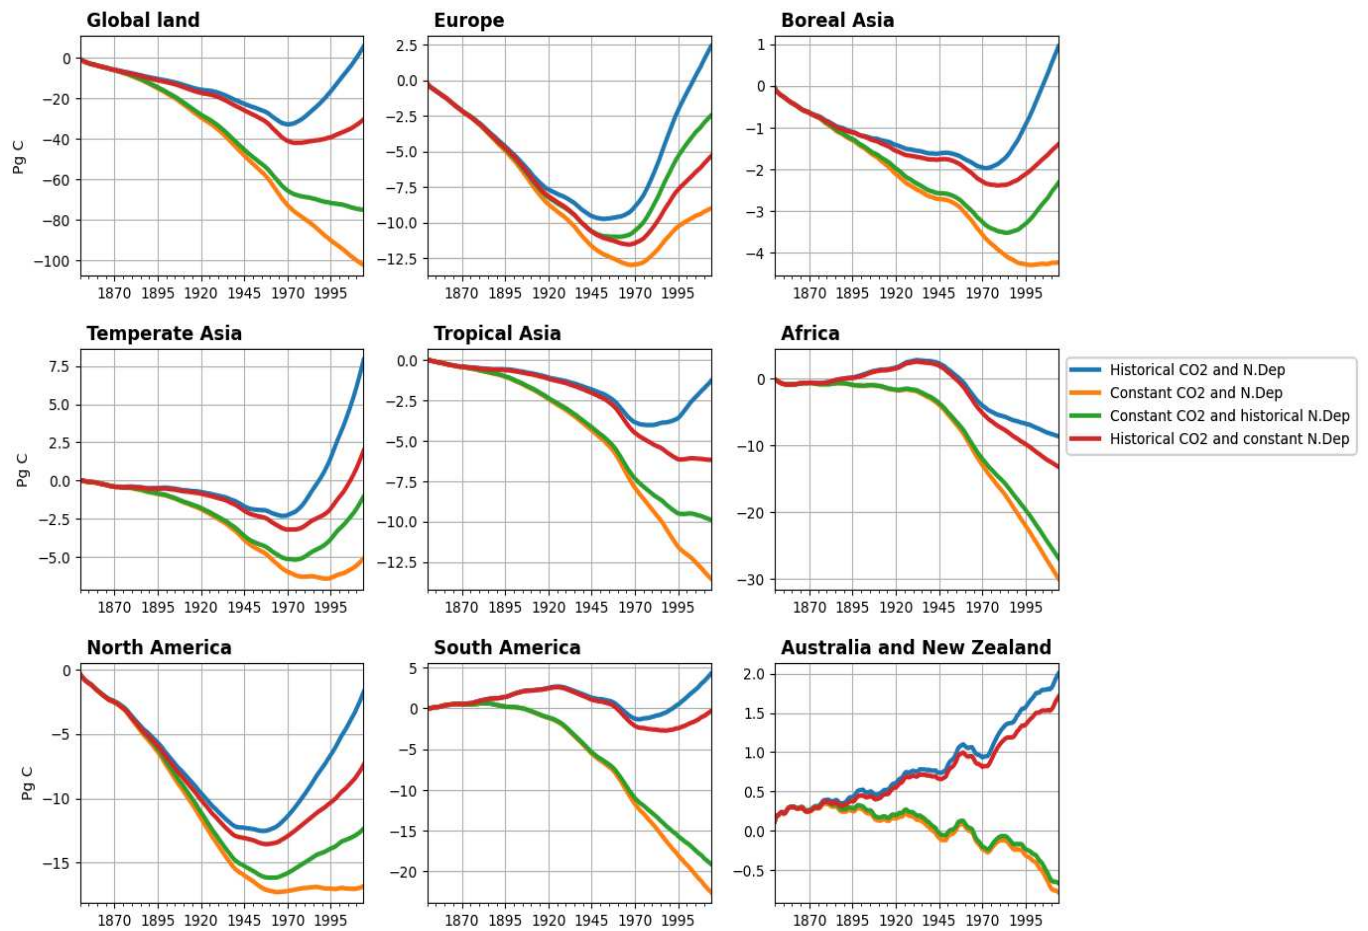 Global land
Europe
Boreal Asia
Pg C
0
−20
−40
−60
−80
−100
1870 1895 1920 1945 1970 1995
2.5
0.0
−2.5
−5.0
−7.5
−10.0
−12.5
1870 1895 1920 1945 1970 1995
1
0
−1
−2
−3
−4
1870 1895 1920 1945 1970 1995
Temperate Asia
Tropical Asia
Africa
Pg C
7.5
5.0
2.5
0.0
−2.5
−5.0
1870 1895 1920 1945 1970 1995
0.0
−2.5
−5.0
−7.5
−10.0
−12.5
1870 1895 1920 1945 1970 1995
0
−10
−20
−30
1870 1895 1920 1945 1970 1995
Historical CO2 and N.Dep
Constant CO2 and N.Dep
Constant CO2 and historical N.Dep
Historical CO2 and constant N.Dep
North America
South America
Australia and New Zealand
Pg C
0
−5
−10
−15
1870 1895 1920 1945 1970 1995
5
0
−5
−10
−15
−20
1870 1895 1920 1945 1970 1995
2.0
1.5
1.0
0.5
0.0
−0.5
1870 1895 1920 1945 1970 1995